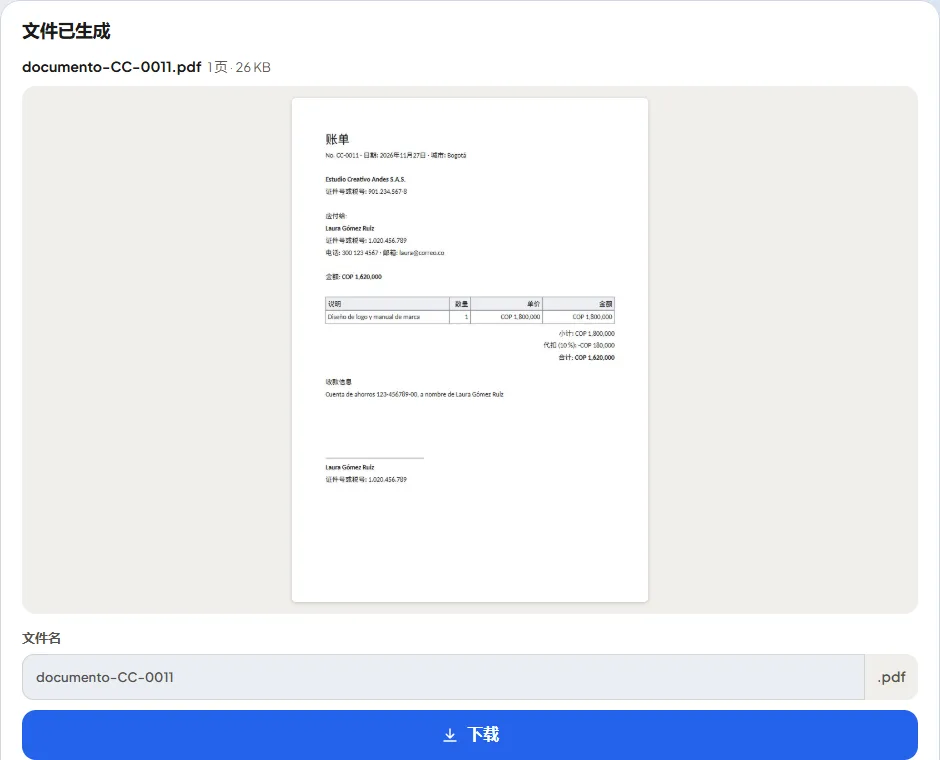 文件已生成
documento-CC-0011.pdf 1页 · 26 KB
账单
No. CC-0011 · 日期: 2026年11月27日 · 城市: Bogotá
Estudio Creativo Andes S.A.S.
证件号或税号: 901.234.567-8
应付给:
Laura Gómez Ruiz
证件号或税号: 1.020.456.789
电话: 300 123 4567 · 邮箱: laura@correo.co
金额: COP 1,620,000
说明 数量 单价 金额
Diseño de logo y manual de marca 1 COP 1,800,000 COP 1,800,000
小计: COP 1,800,000
代扣 (10 %): -COP 180,000
合计: COP 1,620,000
收款信息
Cuenta de ahorros 123-456789-00, a nombre de Laura Gómez Ruiz
Laura Gómez Ruiz
证件号或税号: 1.020.456.789
文件名
documento-CC-0011 .pdf
下载